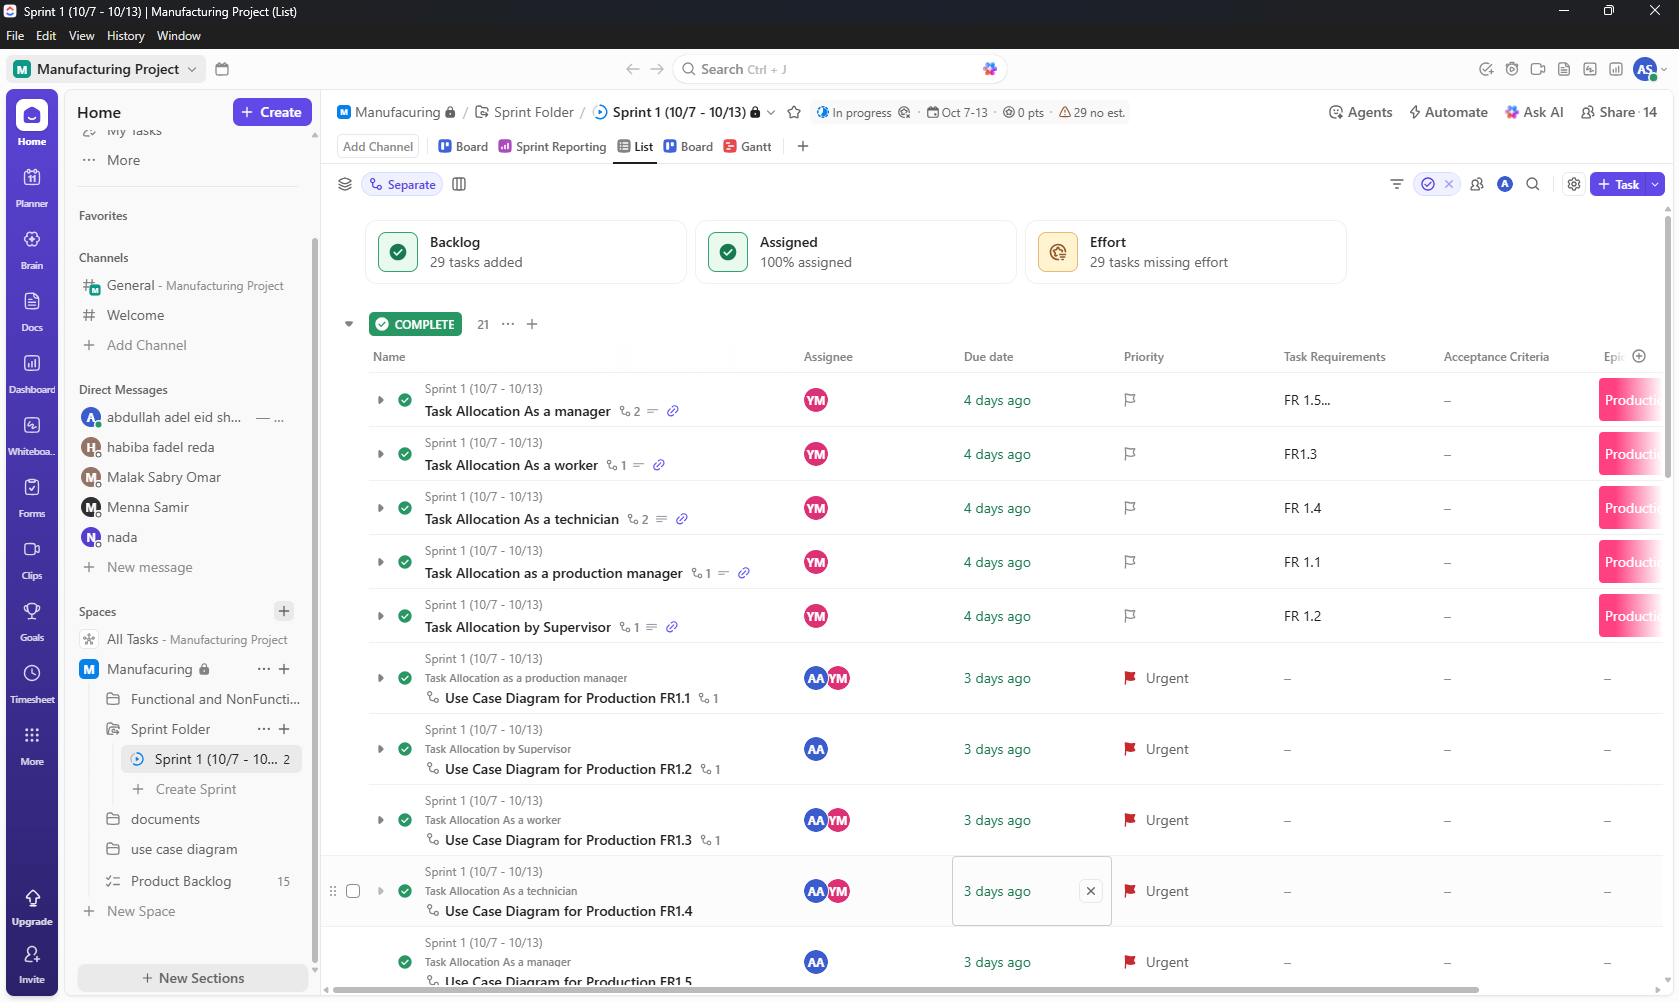 Sprint 1 (10/7 - 10/13) | Manufacturing Project (List)
File Edit View History Window
M Manufacturing Project
Search Ctrl + J
AS
Home
Create
My Tasks
More
Favorites
Channels
General - Manufacturing Project
Welcome
Add Channel
Direct Messages
A abdullah adel eid sh... — ...
H habiba fadel reda
M Malak Sabry Omar
M Menna Samir
N nada
New message
Spaces
All Tasks - Manufacturing Project
M Manufacuring
Functional and NonFuncti...
Sprint Folder
Sprint 1 (10/7 - 10... 2
Create Sprint
documents
use case diagram
Product Backlog 15
New Space
New Sections
Home
Planner
Brain
Docs
Dashboard
Whiteboa..
Forms
Clips
Goals
Timesheet
More
Upgrade
Invite
M Manufacuring / Sprint Folder / Sprint 1 (10/7 - 10/13) In progress · Oct 7-13 · 0 pts · 29 no est.
Agents Automate Ask AI Share · 14
Add Channel Board Sprint Reporting List Board Gantt
Separate
A
Task
Backlog
29 tasks added
Assigned
100% assigned
Effort
29 tasks missing effort
COMPLETE 21
Name Assignee Due date Priority Task Requirements Acceptance Criteria Epic
Sprint 1 (10/7 - 10/13)
Task Allocation As a manager 2 YM 4 days ago FR 1.5... –
Sprint 1 (10/7 - 10/13)
Task Allocation As a worker 1 YM 4 days ago FR1.3 –
Sprint 1 (10/7 - 10/13)
Task Allocation As a technician 2 YM 4 days ago FR 1.4 –
Sprint 1 (10/7 - 10/13)
Task Allocation as a production manager 1 YM 4 days ago FR 1.1 –
Sprint 1 (10/7 - 10/13)
Task Allocation by Supervisor 1 YM 4 days ago FR 1.2 –
Sprint 1 (10/7 - 10/13)
Task Allocation as a production manager
Use Case Diagram for Production FR1.1 1 AA YM 3 days ago Urgent – – –
Sprint 1 (10/7 - 10/13)
Task Allocation by Supervisor
Use Case Diagram for Production FR1.2 1 AA 3 days ago Urgent – – –
Sprint 1 (10/7 - 10/13)
Task Allocation As a worker
Use Case Diagram for Production FR1.3 1 AA YM 3 days ago Urgent – – –
Sprint 1 (10/7 - 10/13)
Task Allocation As a technician
Use Case Diagram for Production FR1.4 AA YM 3 days ago Urgent – – –
Sprint 1 (10/7 - 10/13)
Task Allocation As a manager
Use Case Diagram for Production FR1.5 AA 3 days ago Urgent – – –